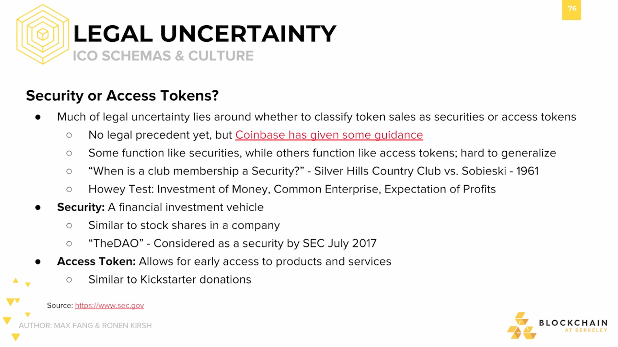 76
LEGAL UNCERTAINTY
ICO SCHEMAS & CULTURE
Security or Access Tokens?
● Much of legal uncertainty lies around whether to classify token sales as securities or access tokens
○ No legal precedent yet, but Coinbase has given some guidance
○ Some function like securities, while others function like access tokens; hard to generalize
○ “When is a club membership a Security?” - Silver Hills Country Club vs. Sobieski - 1961
○ Howey Test: Investment of Money, Common Enterprise, Expectation of Profits
● Security: A financial investment vehicle
○ Similar to stock shares in a company
○ “TheDAO” - Considered as a security by SEC July 2017
● Access Token: Allows for early access to products and services
○ Similar to Kickstarter donations
Source: https://www.sec.gov
AUTHOR: MAX FANG & RONEN KIRSH
BLOCKCHAIN
AT BERKELEY